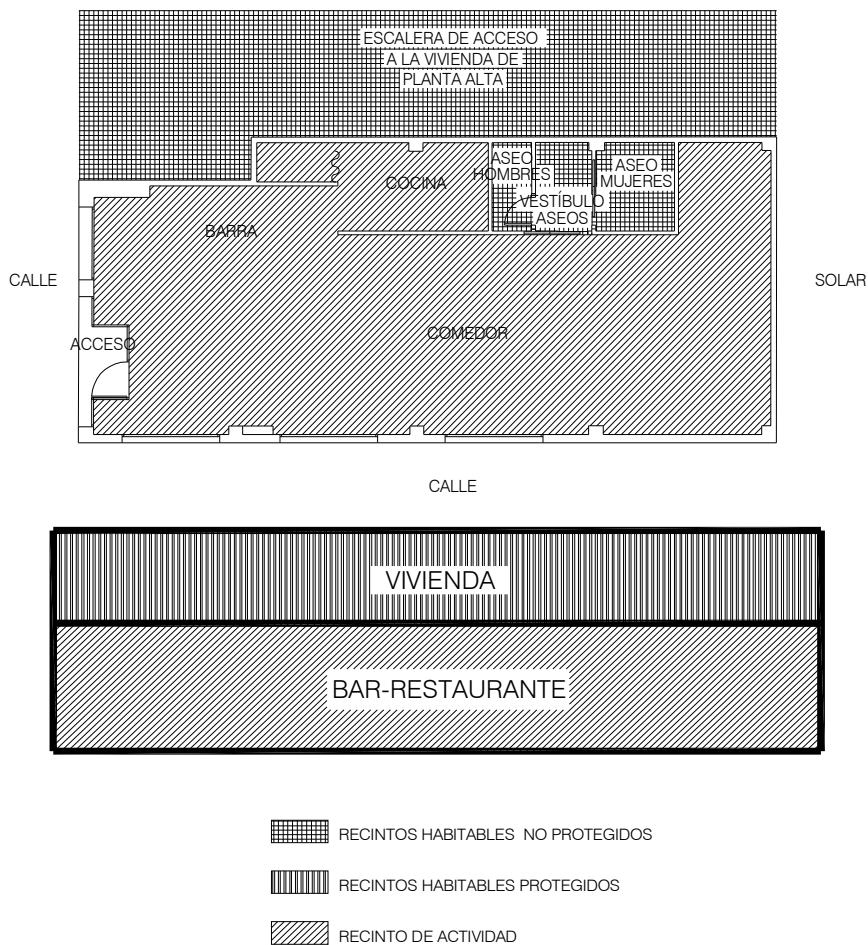 ESCALERA DE ACCESO
A LA VIVIENDA DE
PLANTA ALTA
ASEO
HOMBRES
ASEO
MUJERES
COCINA
VESTÍBULO
ASEOS
BARRA
CALLE
SOLAR
COMEDOR
ACCESO
CALLE
VIVIENDA
BAR-RESTAURANTE
RECINTOS HABITABLES NO PROTEGIDOS
RECINTOS HABITABLES PROTEGIDOS
RECINTO DE ACTIVIDAD